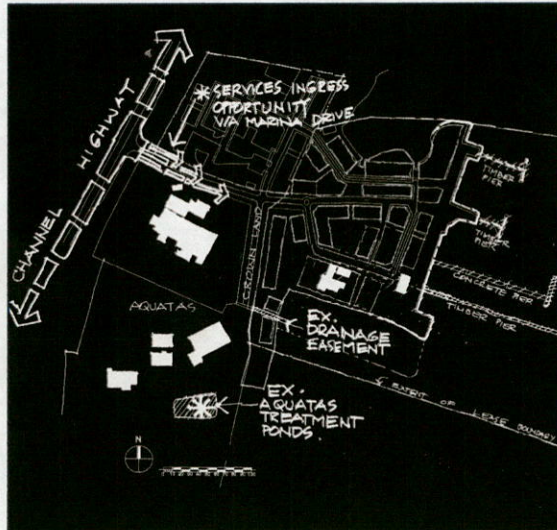 CHANNEL HIGHWAY
SERVICES INGRESS
OPPORTUNITY
VIA MARINA DRIVE
TIMBER
PIER
TIMBER
PIER
CONCRETE PIER
TIMBER PIER
CROWN LAND
AQUATAS
EX.
DRAINAGE
EASEMENT
EXTENT OF LEASE BOUNDARY
EX.
AQUATAS
TREATMENT
PONDS.
N